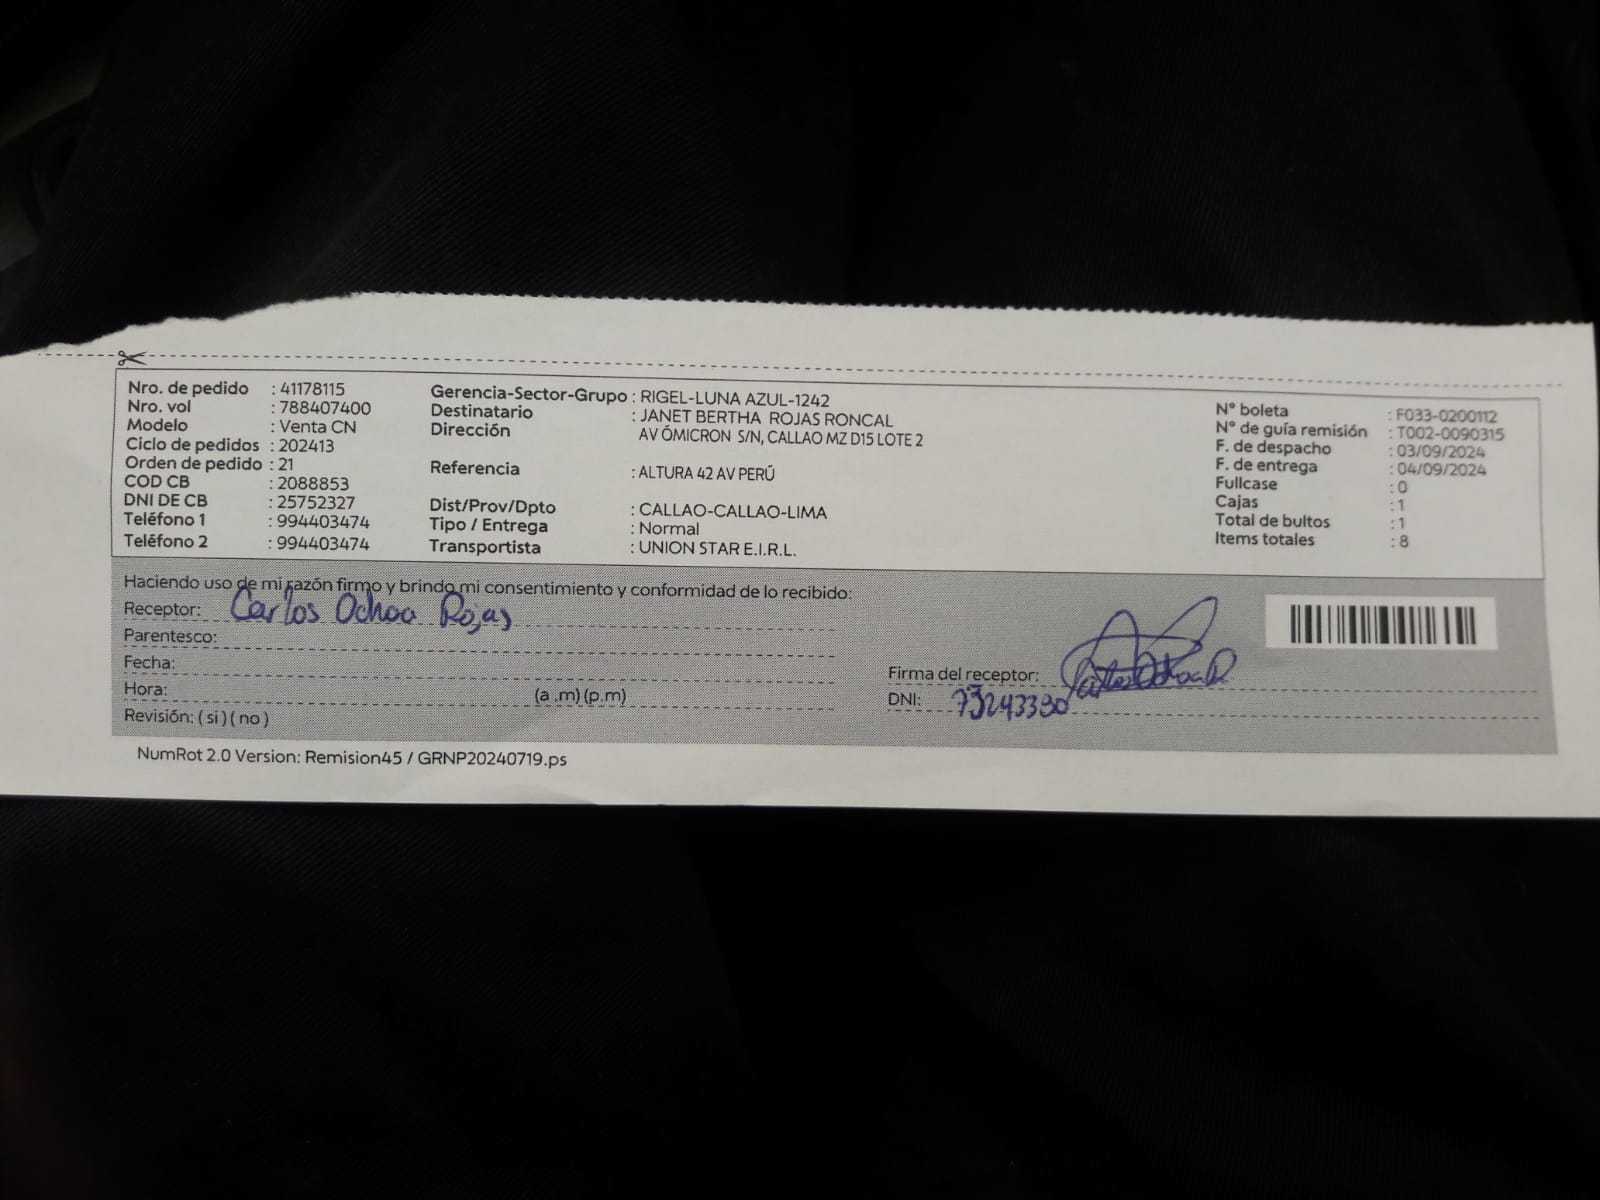 Nro. de pedido : 41178115
Nro. vol : 788407400
Modelo : Venta CN
Ciclo de pedidos : 202413
Orden de pedido : 21
COD CB : 2088853
DNI DE CB : 25752327
Teléfono 1 : 994403474
Teléfono 2 : 994403474
Gerencia-Sector-Grupo : RIGEL-LUNA AZUL-1242
Destinatario : JANET BERTHA ROJAS RONCAL
Dirección AV ÓMICRON S/N, CALLAO MZ D15 LOTE 2
Referencia : ALTURA 42 AV PERÚ
Dist/Prov/Dpto : CALLAO-CALLAO-LIMA
Tipo / Entrega : Normal
Transportista : UNION STAR E.I.R.L.
N° boleta : F033-0200112
N° de guía remisión : T002-0090315
F. de despacho : 03/09/2024
F. de entrega : 04/09/2024
Fullcase : 0
Cajas : 1
Total de bultos : 1
Items totales : 8
Haciendo uso de mi razón firmo y brindo mi consentimiento y conformidad de lo recibido:
Receptor: Carlos Ochoa Rojas
Parentesco:
Fecha:
Hora: (a .m) (p.m)
Revisión: ( si ) ( no )
Firma del receptor: Carlos Ochoa R
DNI: 73243390
NumRot 2.0 Version: Remision45 / GRNP20240719.ps